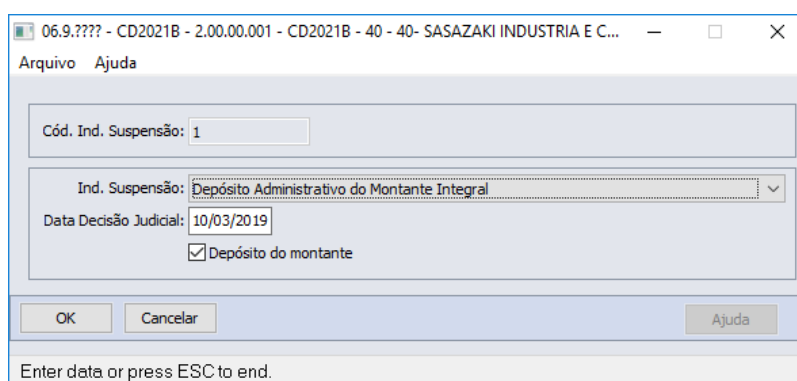 06.9.???? - CD2021B - 2.00.00.001 - CD2021B - 40 - 40- SASAZAKI INDUSTRIA E C...
Arquivo Ajuda
Cód. Ind. Suspensão: 1
Ind. Suspensão: Depósito Administrativo do Montante Integral
Data Decisão Judicial: 10/03/2019
Depósito do montante
OK Cancelar Ajuda
Enter data or press ESC to end.